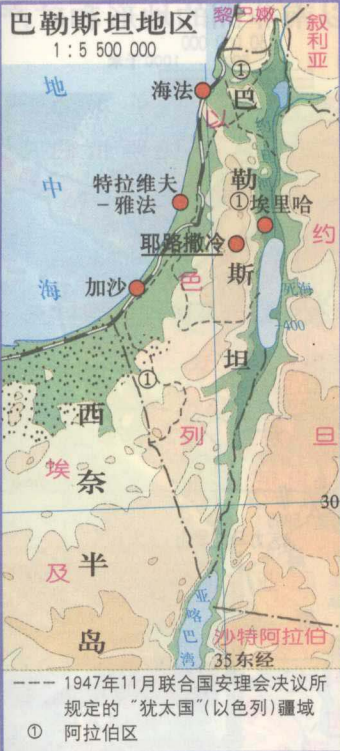 巴勒斯坦地区
1:5 500 000
黎巴嫩
叙利亚
①
海法
巴
以
地
中
海
特拉维夫
-雅法
勒
①
埃里哈
约
耶路撒冷
斯
色
加沙
死海
-400
坦
①
西
奈
半
岛
列
旦
埃
及
30
亚喀巴湾
沙特阿拉伯
35东经
--- 1947年11月联合国安理会决议所
规定的“犹太国”(以色列)疆域
① 阿拉伯区